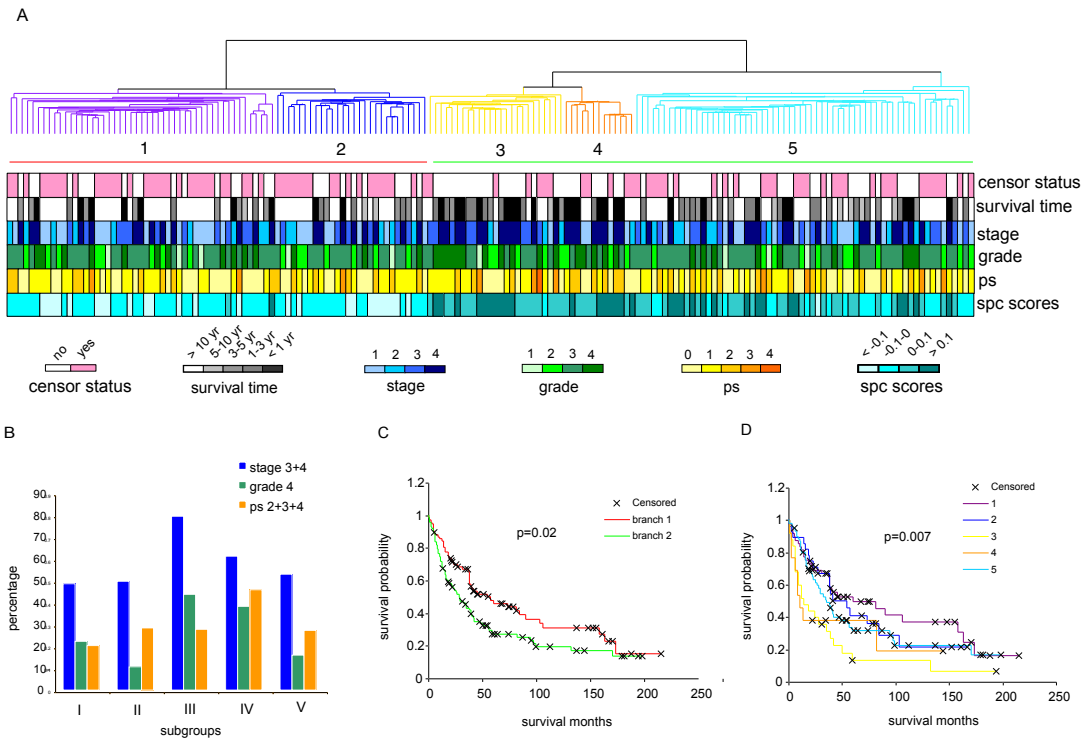 A
1 2 3 4 5
censor status
survival time
stage
grade
ps
spc scores
no yes
censor status
> 10 yr 5-10 yr 3-5 yr 1-3 yr < 1 yr
survival time
1 2 3 4
stage
1 2 3 4
grade
0 1 2 3 4
ps
< -0.1 -0.1-0 0-0.1 > 0.1
spc scores
B
stage 3+4
grade 4
ps 2+3+4
percentage
90
80
70
60
50
40
30
20
10
0
I II III IV V
subgroups
C
Censored
branch 1
branch 2
p=0.02
survival probability
1.2
1
0.8
0.6
0.4
0.2
0
0 50 100 150 200 250
survival months
D
Censored
1
2
3
4
5
p=0.007
survival probability
1.2
1
0.8
0.6
0.4
0.2
0
0 50 100 150 200 250
survival months